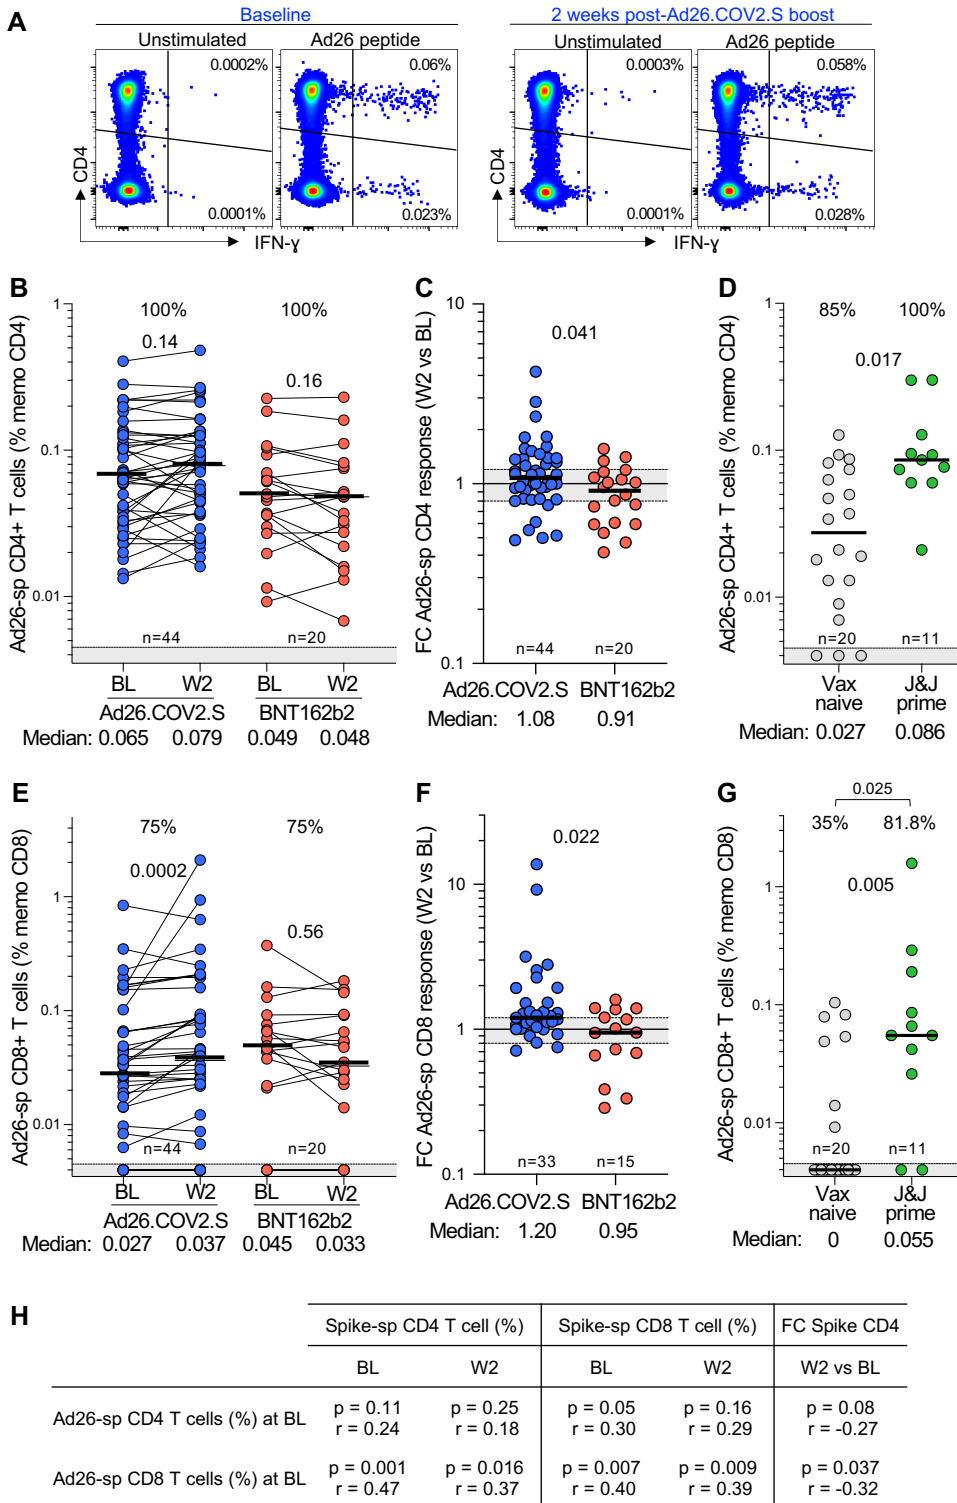 A
Baseline
2 weeks post-Ad26.COV2.S boost
Unstimulated
Ad26 peptide
Unstimulated
Ad26 peptide
0.0002%
0.06%
0.0003%
0.058%
CD4
CD4
0.0001%
0.023%
0.0001%
0.028%
IFN-ɣ
IFN-ɣ
B
Ad26-sp CD4+ T cells (% memo CD4)
1
0.1
0.01
100%
100%
0.14
0.16
n=44
n=20
BL
W2
BL
W2
Ad26.COV2.S
BNT162b2
Median: 0.065 0.079 0.049 0.048
C
FC Ad26-sp CD4 response (W2 vs BL)
10
1
0.1
0.041
n=44
n=20
Ad26.COV2.S
BNT162b2
Median: 1.08 0.91
D
Ad26-sp CD4+ T cells (% memo CD4)
1
0.1
0.01
85%
100%
0.017
n=20
n=11
Vax naive
J&J prime
Median: 0.027 0.086
E
Ad26-sp CD8+ T cells (% memo CD8)
1
0.1
0.01
75%
75%
0.0002
0.56
n=44
n=20
BL
W2
BL
W2
Ad26.COV2.S
BNT162b2
Median: 0.027 0.037 0.045 0.033
F
FC Ad26-sp CD8 response (W2 vs BL)
10
1
0.1
0.022
n=33
n=15
Ad26.COV2.S
BNT162b2
Median: 1.20 0.95
G
Ad26-sp CD8+ T cells (% memo CD8)
1
0.1
0.01
0.025
35%
81.8%
0.005
n=20
n=11
Vax naive
J&J prime
Median: 0 0.055
H
Spike-sp CD4 T cell (%)
Spike-sp CD8 T cell (%)
FC Spike CD4
BL
W2
BL
W2
W2 vs BL
Ad26-sp CD4 T cells (%) at BL
p = 0.11
r = 0.24
p = 0.25
r = 0.18
p = 0.05
r = 0.30
p = 0.16
r = 0.29
p = 0.08
r = -0.27
Ad26-sp CD8 T cells (%) at BL
p = 0.001
r = 0.47
p = 0.016
r = 0.37
p = 0.007
r = 0.40
p = 0.009
r = 0.39
p = 0.037
r = -0.32